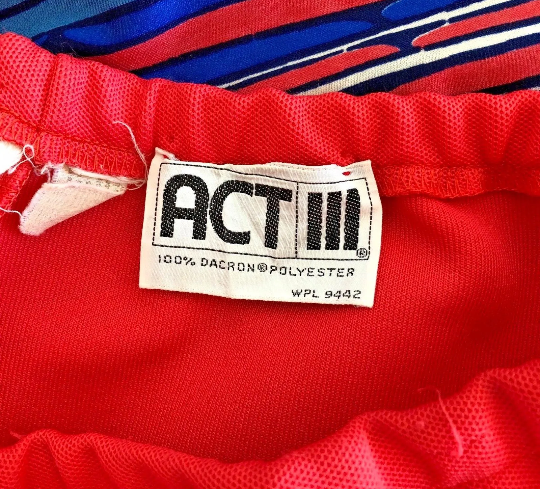 ACT III®
100% DACRON® POLYESTER
WPL 9442